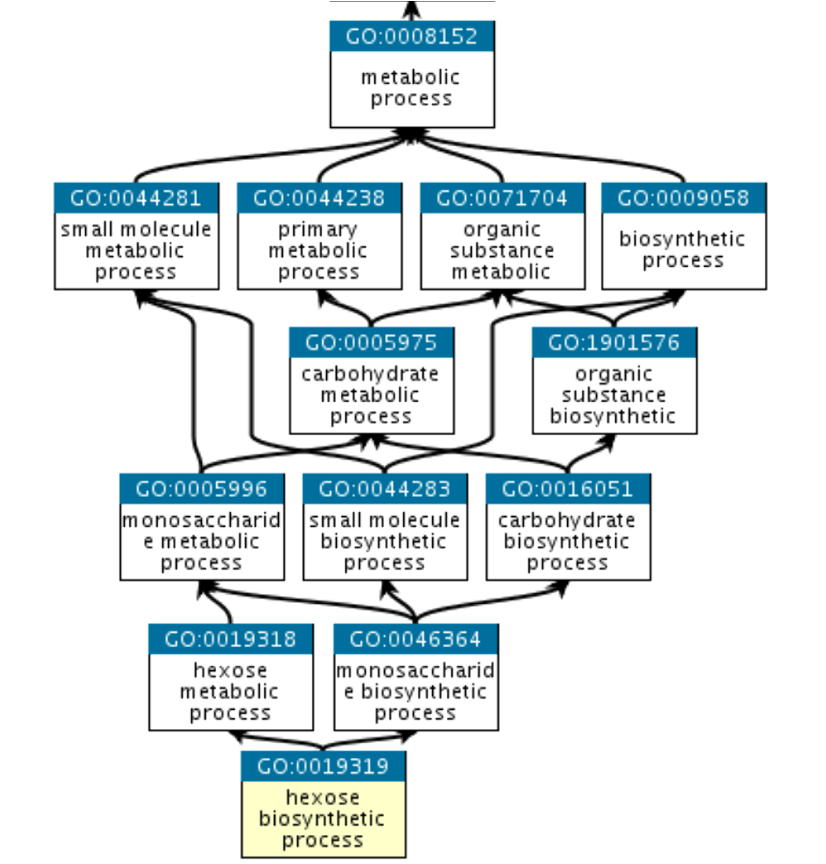 GO:0008152
metabolic
process
GO:0044281
small molecule
metabolic
process
GO:0044238
primary
metabolic
process
GO:0071704
organic
substance
metabolic
GO:0009058
biosynthetic
process
GO:0005975
carbohydrate
metabolic
process
GO:1901576
organic
substance
biosynthetic
GO:0005996
monosaccharid
e metabolic
process
GO:0044283
small molecule
biosynthetic
process
GO:0016051
carbohydrate
biosynthetic
process
GO:0019318
hexose
metabolic
process
GO:0046364
monosaccharid
e biosynthetic
process
GO:0019319
hexose
biosynthetic
process